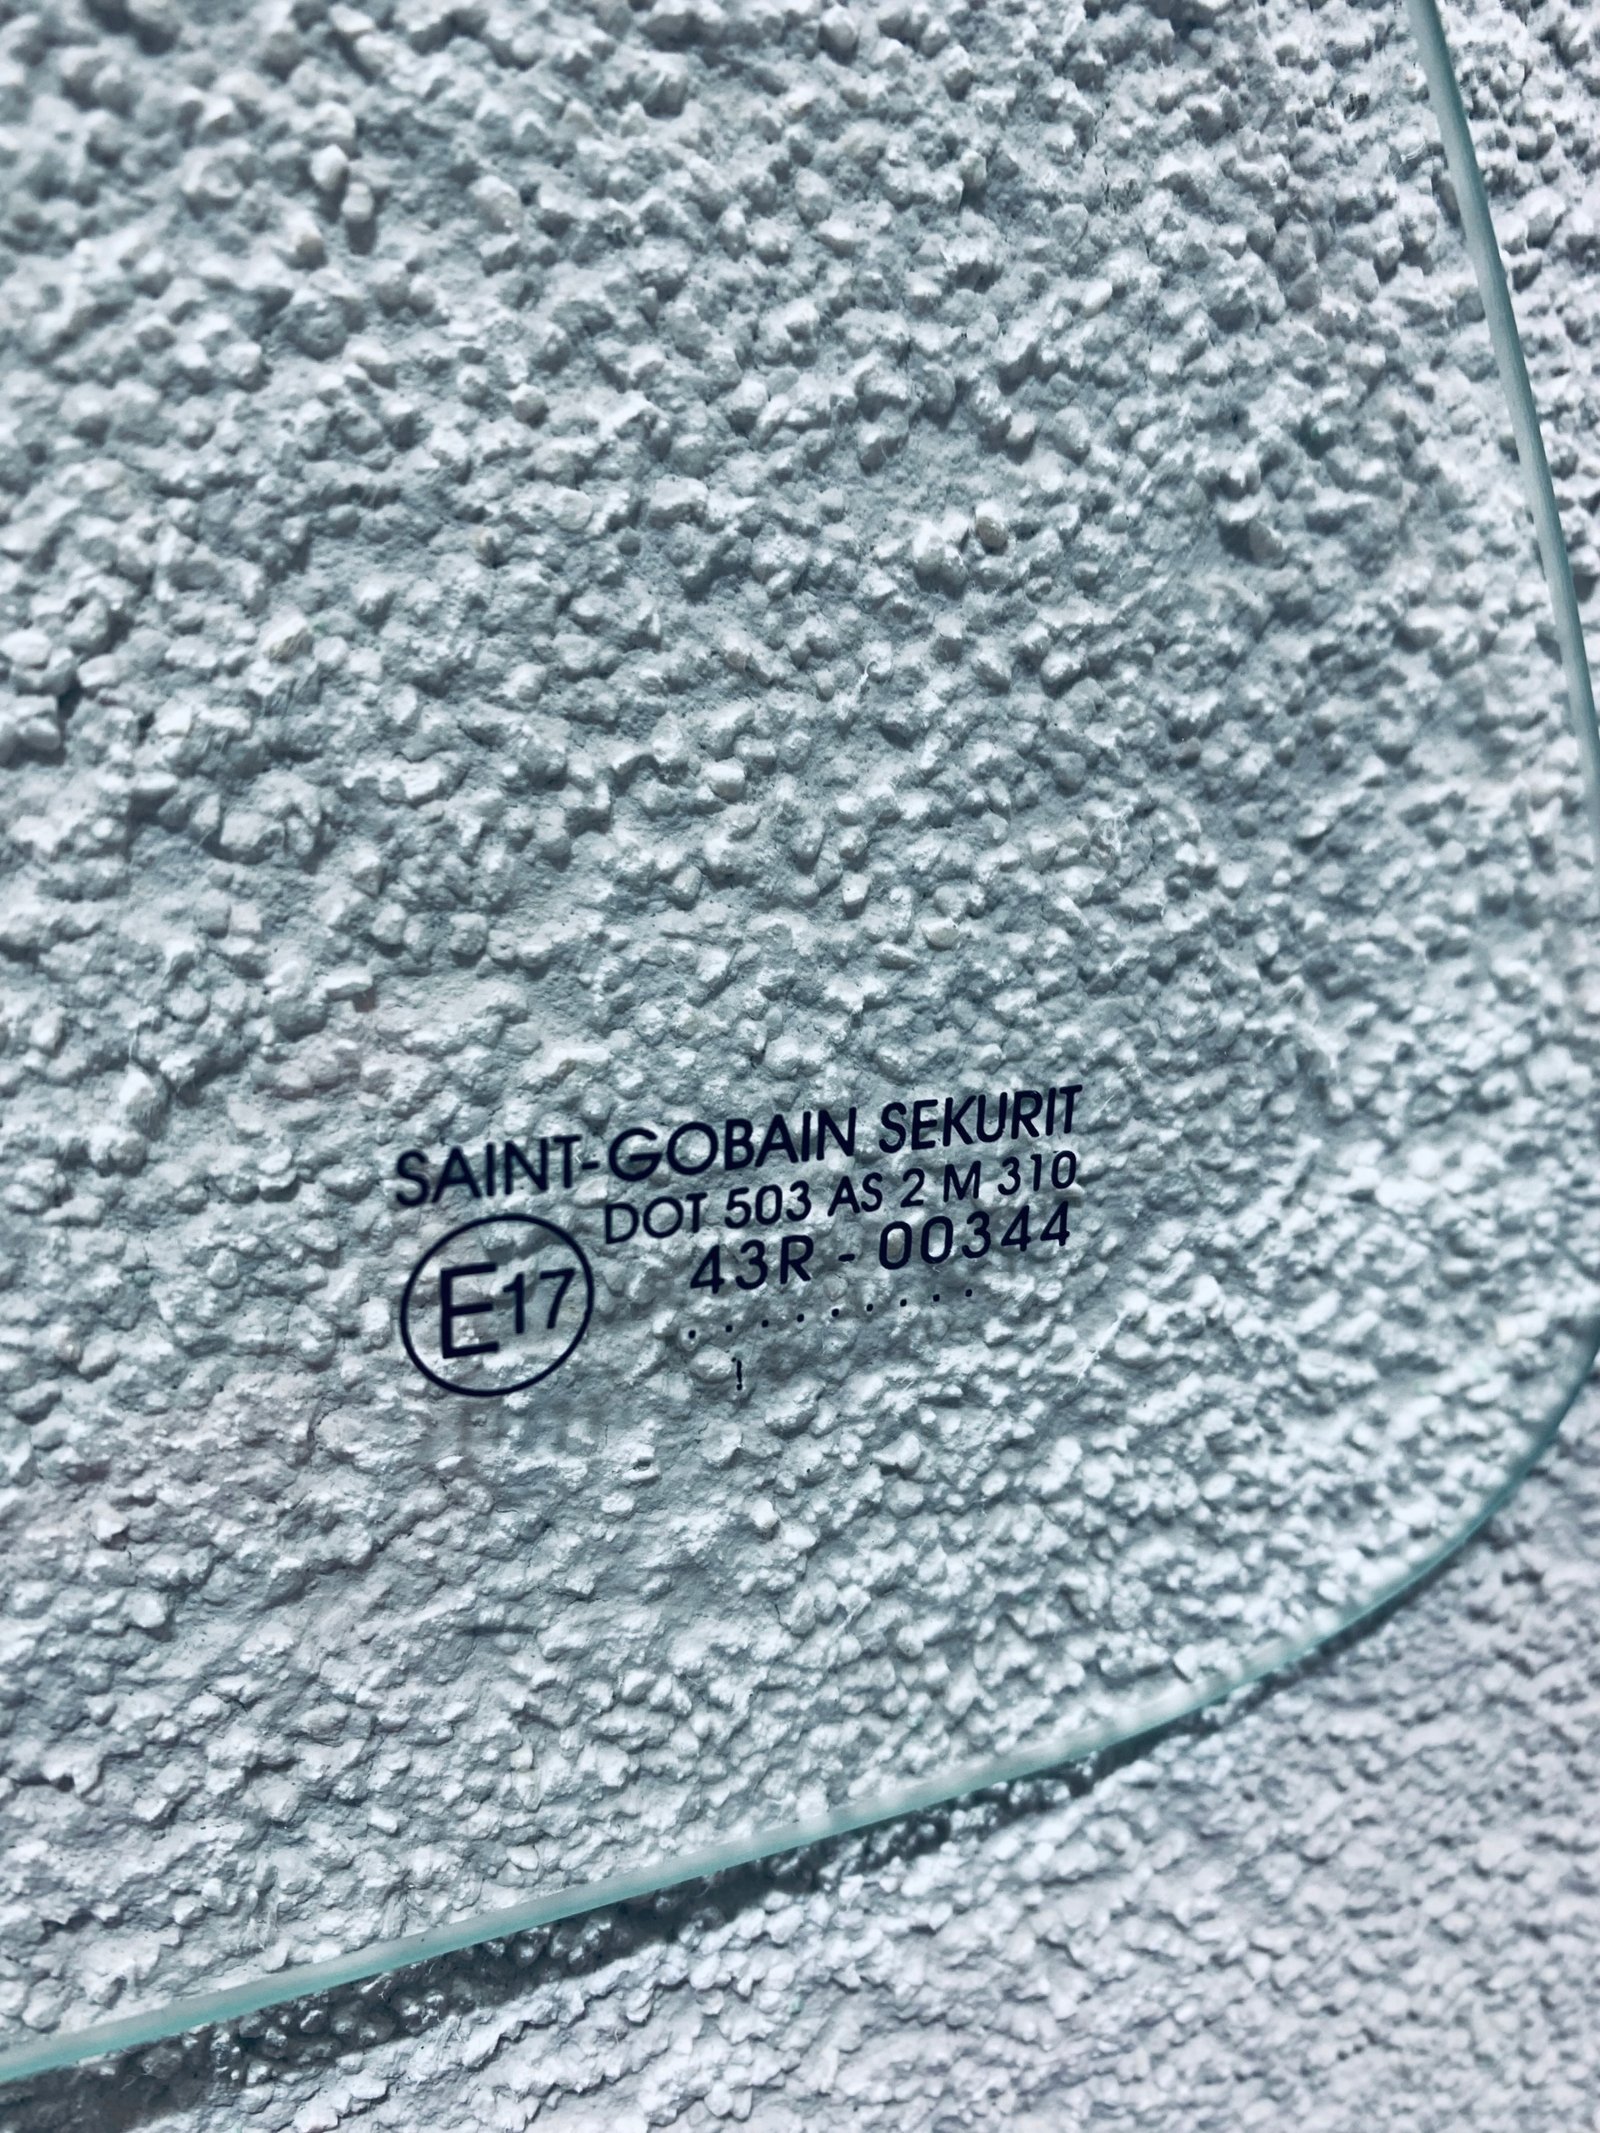 SAINT-GOBAIN SEKURIT
DOT 503 AS 2 M 310
43R - 00344
E17
. . . . . . . . .